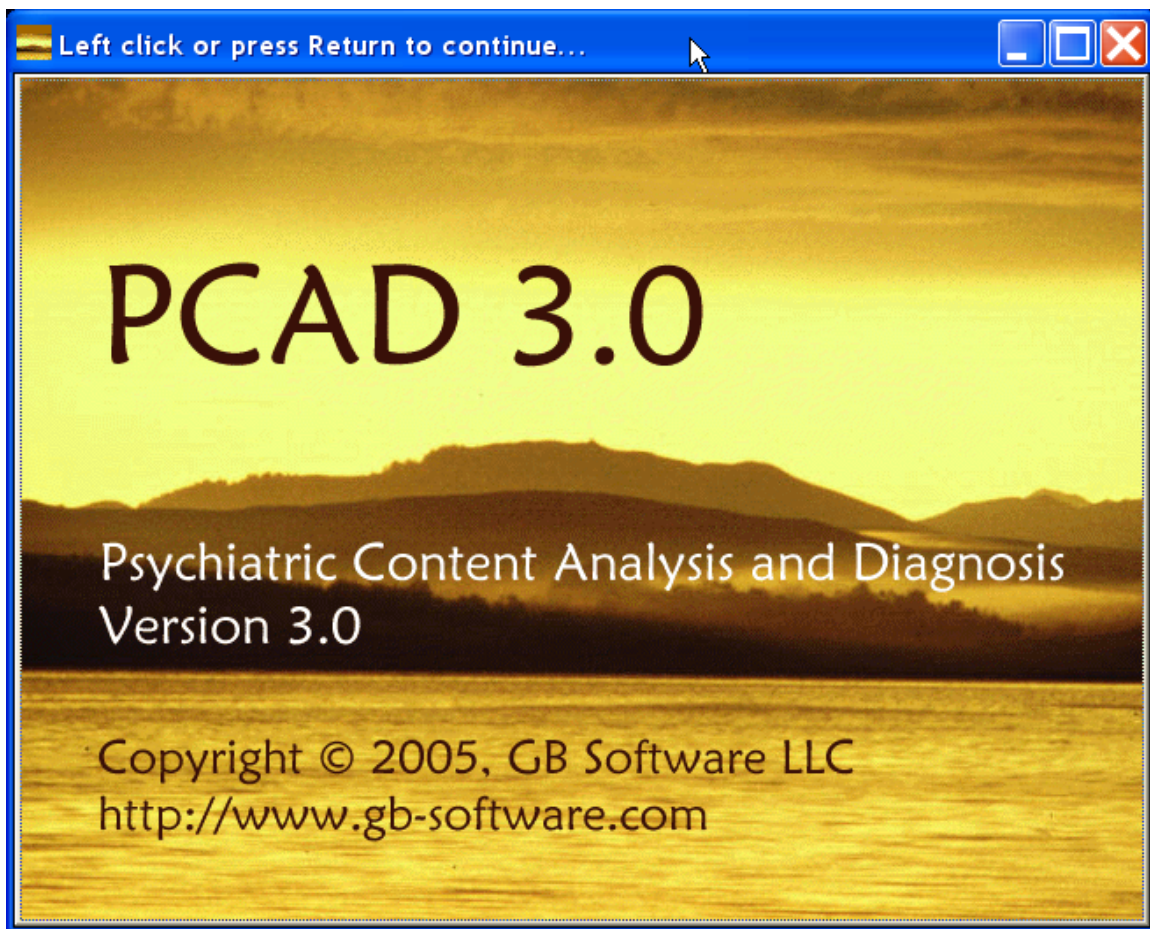 Left click or press Return to continue...
PCAD 3.0
Psychiatric Content Analysis and Diagnosis
Version 3.0
Copyright © 2005, GB Software LLC
http://www.gb-software.com